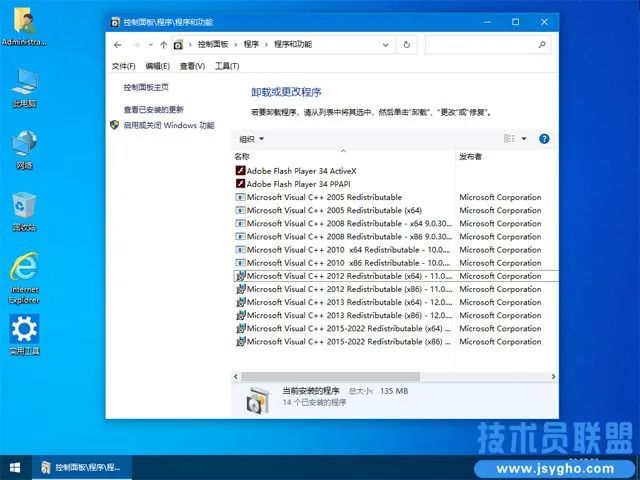 Administra...
此电脑
网络
回收站
Internet
Explorer
实用工具
控制面板\程序\程序和功能
控制面板 › 程序 › 程序和功能
文件(F) 编辑(E) 查看(V) 工具(T)
控制面板主页
查看已安装的更新
启用或关闭 Windows 功能
卸载或更改程序
若要卸载程序，请从列表中将其选中，然后单击“卸载”、“更改”或“修复”。
组织
名称 发布者
Adobe Flash Player 34 ActiveX
Adobe Flash Player 34 PPAPI
Microsoft Visual C++ 2005 Redistributable Microsoft Corporation
Microsoft Visual C++ 2005 Redistributable (x64) Microsoft Corporation
Microsoft Visual C++ 2008 Redistributable - x64 9.0.30... Microsoft Corporation
Microsoft Visual C++ 2008 Redistributable - x86 9.0.30... Microsoft Corporation
Microsoft Visual C++ 2010 x64 Redistributable - 10.0.... Microsoft Corporation
Microsoft Visual C++ 2010 x86 Redistributable - 10.0.... Microsoft Corporation
Microsoft Visual C++ 2012 Redistributable (x64) - 11.0.... Microsoft Corporation
Microsoft Visual C++ 2012 Redistributable (x86) - 11.0.... Microsoft Corporation
Microsoft Visual C++ 2013 Redistributable (x64) - 12.0.... Microsoft Corporation
Microsoft Visual C++ 2013 Redistributable (x86) - 12.0.... Microsoft Corporation
Microsoft Visual C++ 2015-2022 Redistributable (x64) ... Microsoft Corporation
Microsoft Visual C++ 2015-2022 Redistributable (x86) ... Microsoft Corporation
当前安装的程序 总大小: 135 MB
14 个已安装的程序
技术员联盟
www.jsygho.com
控制面板\程序\程...